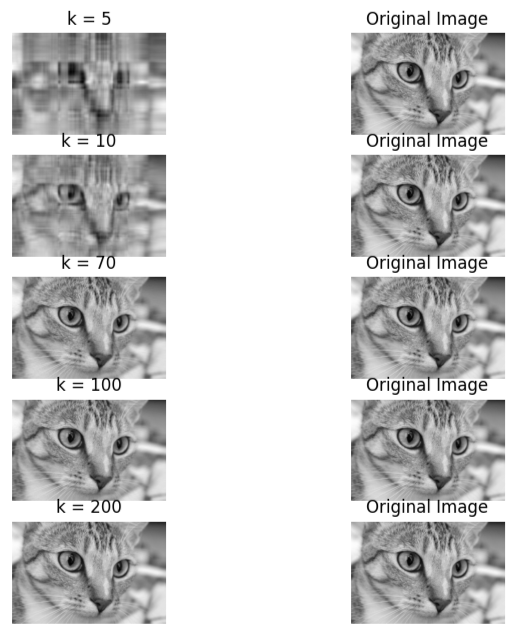 k = 5
Original Image
k = 10
Original Image
k = 70
Original Image
k = 100
Original Image
k = 200
Original Image